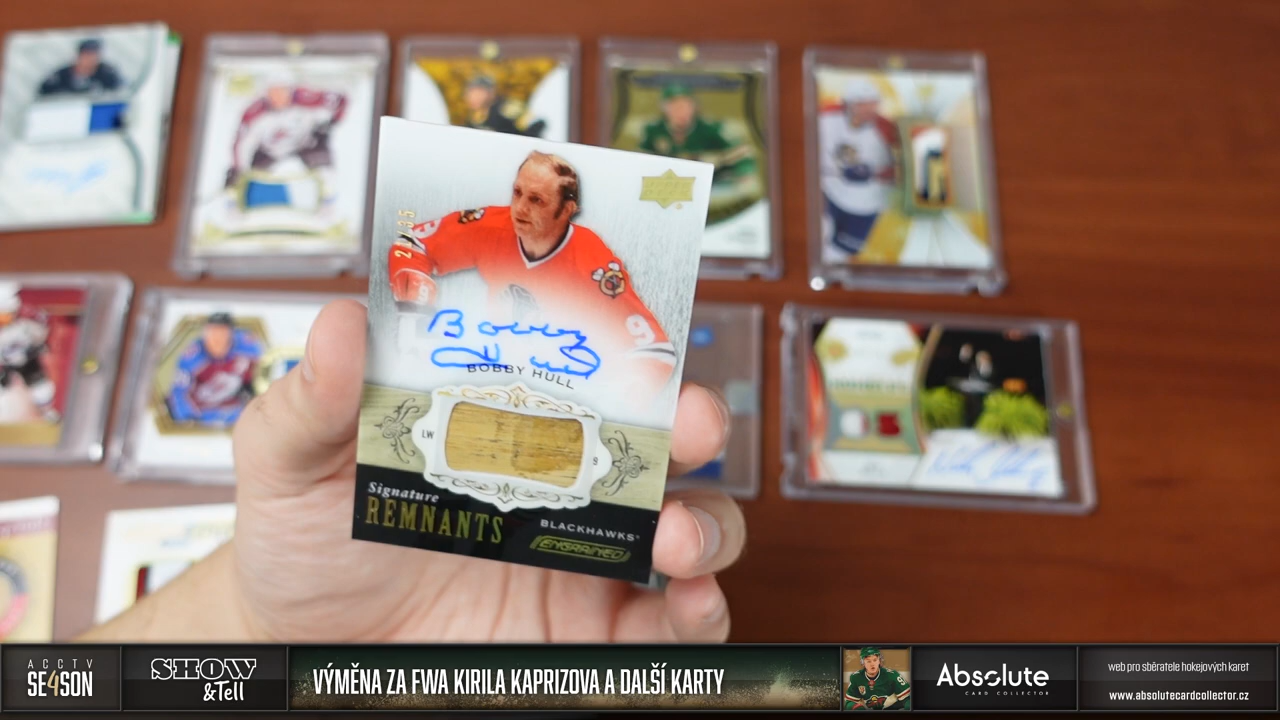 Bobby
Hull
BOBBY HULL
LW
Signature
REMNANTS
BLACKHAWKS
ENGRAINED
ACCTV
SE4SON
SHOW
&Tell
VÝMĚNA ZA FWA KIRILA KAPRIZOVA A DALŠÍ KARTY
Absolute
CARD COLLECTOR
web pro sběratele hokejových karet
www.absolutecardcollector.cz